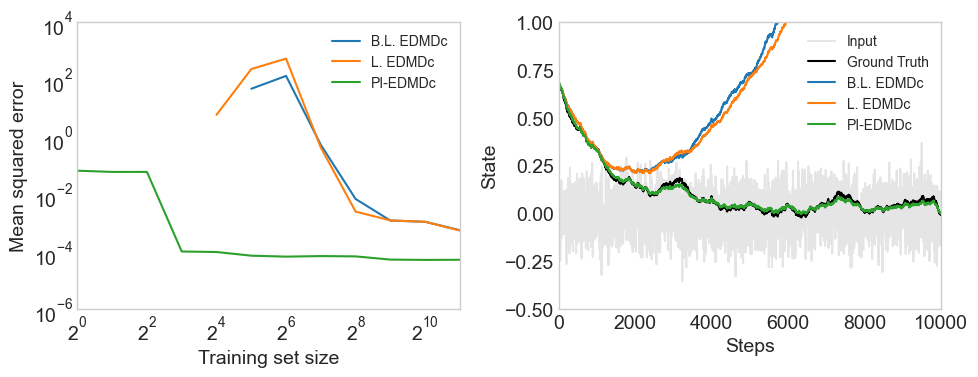 10^4
10^2
10^0
10^-2
10^-4
10^-6
Mean squared error
B.L. EDMDc
L. EDMDc
PI-EDMDc
2^0 2^2 2^4 2^6 2^8 2^10
Training set size
1.00
0.75
0.50
0.25
0.00
−0.25
−0.50
State
Input
Ground Truth
B.L. EDMDc
L. EDMDc
PI-EDMDc
0 2000 4000 6000 8000 10000
Steps